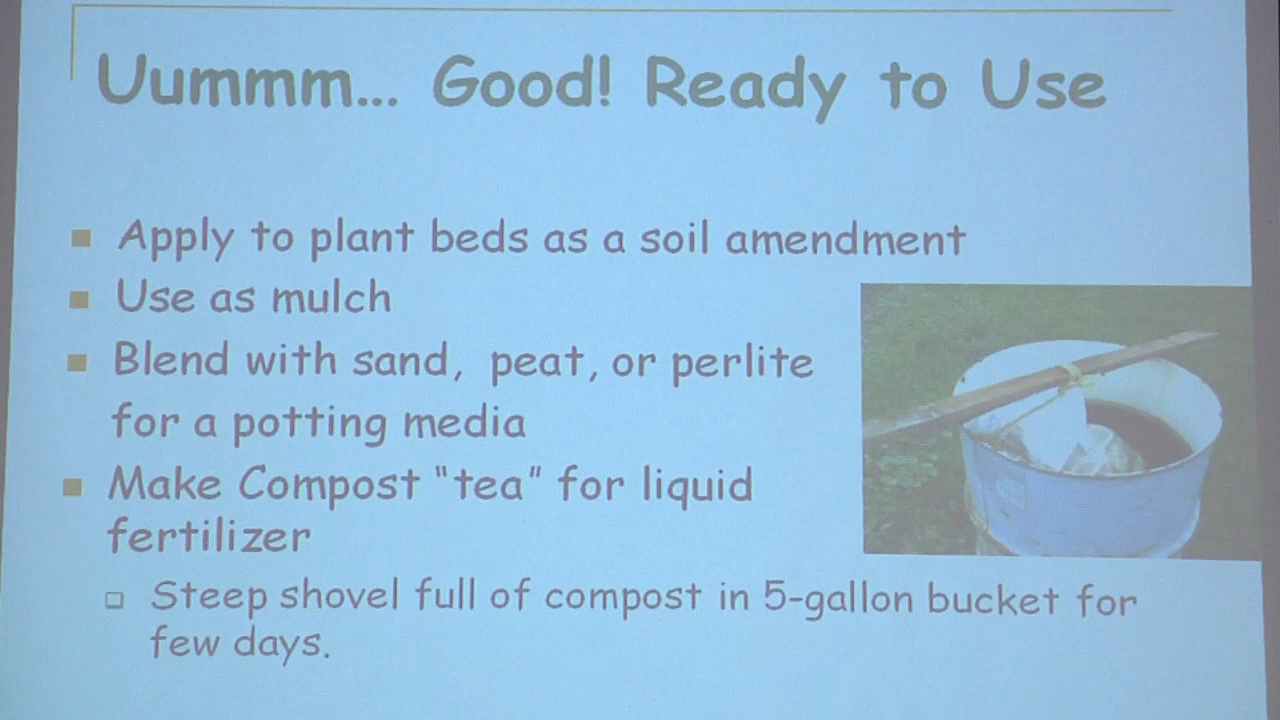 Uummm... Good! Ready to Use
Apply to plant beds as a soil amendment
Use as mulch
Blend with sand, peat, or perlite
for a potting media
Make Compost "tea" for liquid
fertilizer
Steep shovel full of compost in 5-gallon bucket for
few days.